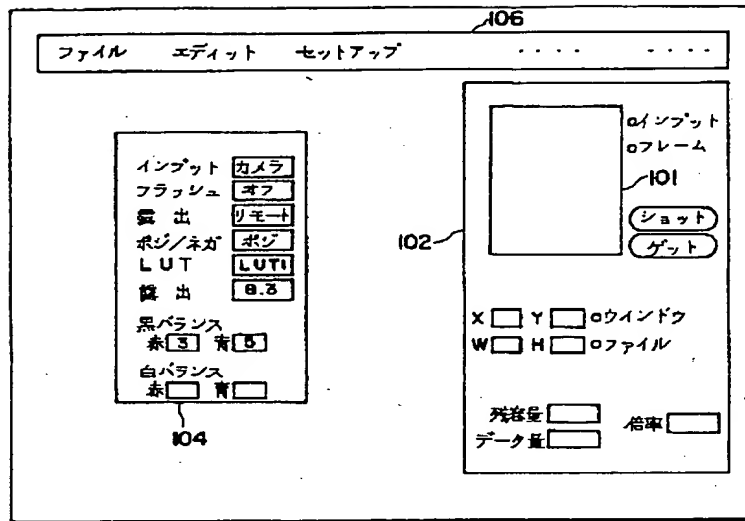 106
ファイル エディット セットアップ ・・・・ ・・・・
インプット カメラ
フラッシュ オフ
露出 リモート
ポジ/ネガ ポジ
LUT LUT1
露出 8.3
黒バランス
赤 3 青 5
白バランス
赤 青
104
インプット
フレーム
101
ショット
ゲット
102
X Y ウインドウ
W H ファイル
残容量
データ量
倍率